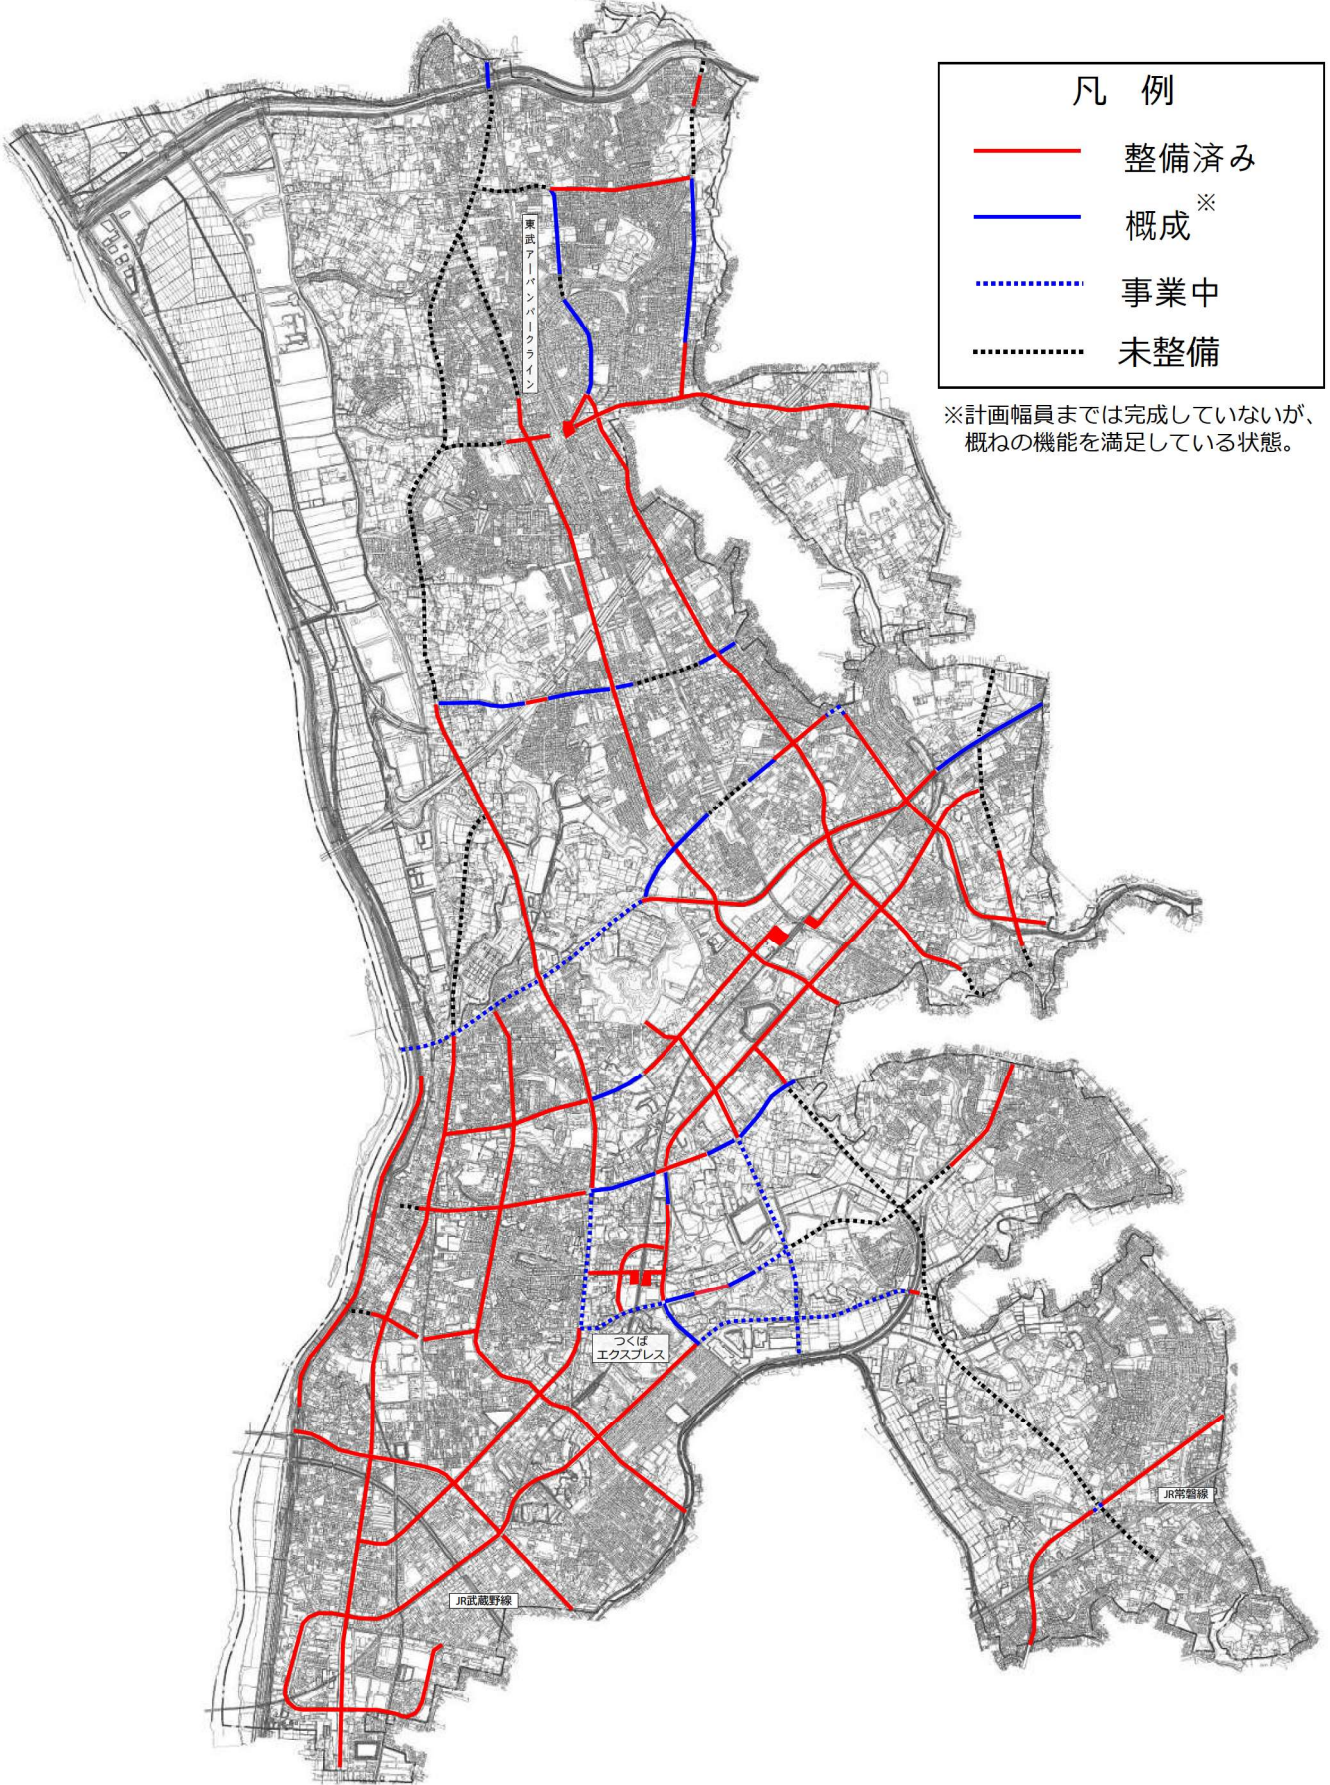 凡 例
整備済み
概成※
事業中
未整備
※計画幅員までは完成していないが、
概ねの機能を満足している状態。
東武アーバンパークライン
つくば
エクスプレス
JR常磐線
JR武蔵野線